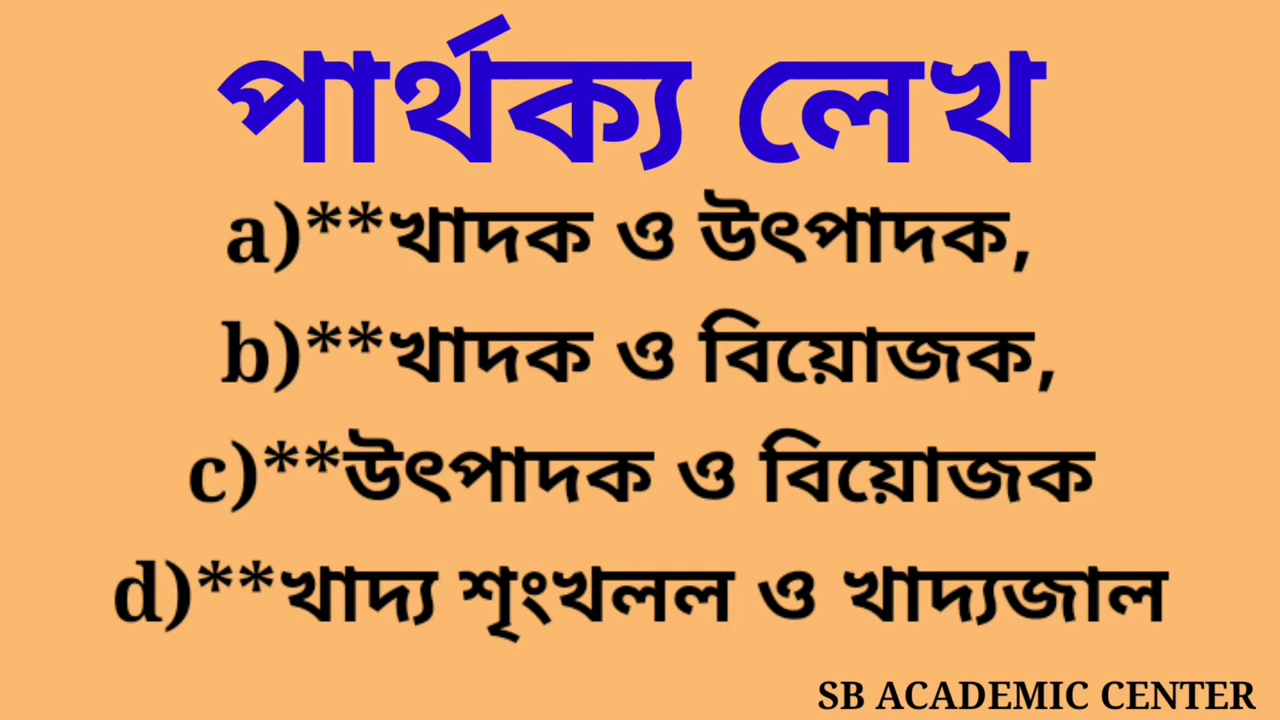 পার্থক্য লেখ
a)**খাদক ও উৎপাদক,
b)**খাদক ও বিয়োজক,
c)**উৎপাদক ও বিয়োজক
d)**খাদ্য শৃংখলল ও খাদ্যজাল
SB ACADEMIC CENTER